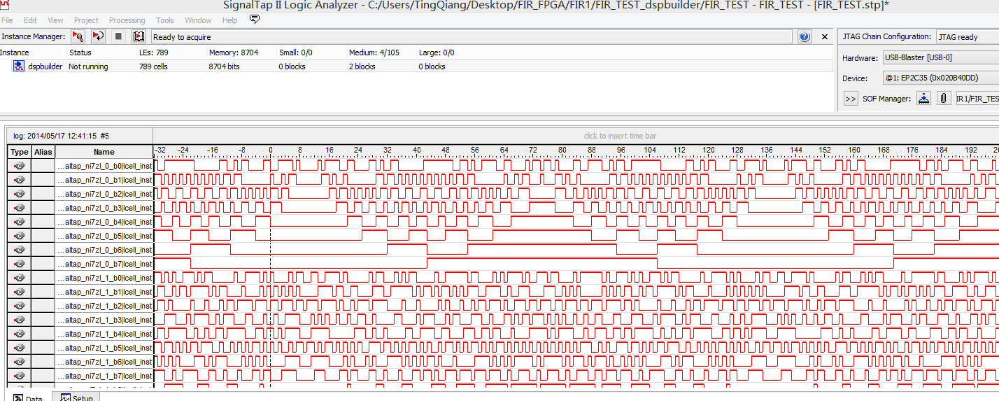 SignalTap II Logic Analyzer - C:/Users/TingQiang/Desktop/FIR_FPGA/FIR1/FIR_TEST_dspbuilder/FIR_TEST - FIR_TEST - [FIR_TEST.stp]*
File Edit View Project Processing Tools Window Help
Instance Manager: Ready to acquire
JTAG Chain Configuration: JTAG ready
Instance Status LEs: 789 Memory: 8704 Small: 0/0 Medium: 4/105 Large: 0/0
dspbuilder Not running 789 cells 8704 bits 0 blocks 2 blocks 0 blocks
Hardware: USB-Blaster [USB-0]
Device: @1: EP2C35 (0x020B40DD)
>> SOF Manager: IR1/FIR_TES
log: 2014/05/17 12:41:15 #5 click to insert time bar
Type Alias Name -32 -24 -16 -8 0 8 16 24 32 40 48 56 64 72 80 88 96 104 112 120 128 136 144 152 160 168 176 184 192 20
...altap_ni7zl_0_b0|lcell_inst
...altap_ni7zl_0_b1|lcell_inst
...altap_ni7zl_0_b2|lcell_inst
...altap_ni7zl_0_b3|lcell_inst
...altap_ni7zl_0_b4|lcell_inst
...altap_ni7zl_0_b5|lcell_inst
...altap_ni7zl_0_b6|lcell_inst
...altap_ni7zl_0_b7|lcell_inst
...altap_ni7zl_1_b0|lcell_inst
...altap_ni7zl_1_b1|lcell_inst
...altap_ni7zl_1_b2|lcell_inst
...altap_ni7zl_1_b3|lcell_inst
...altap_ni7zl_1_b4|lcell_inst
...altap_ni7zl_1_b5|lcell_inst
...altap_ni7zl_1_b6|lcell_inst
...altap_ni7zl_1_b7|lcell_inst
Data Setup